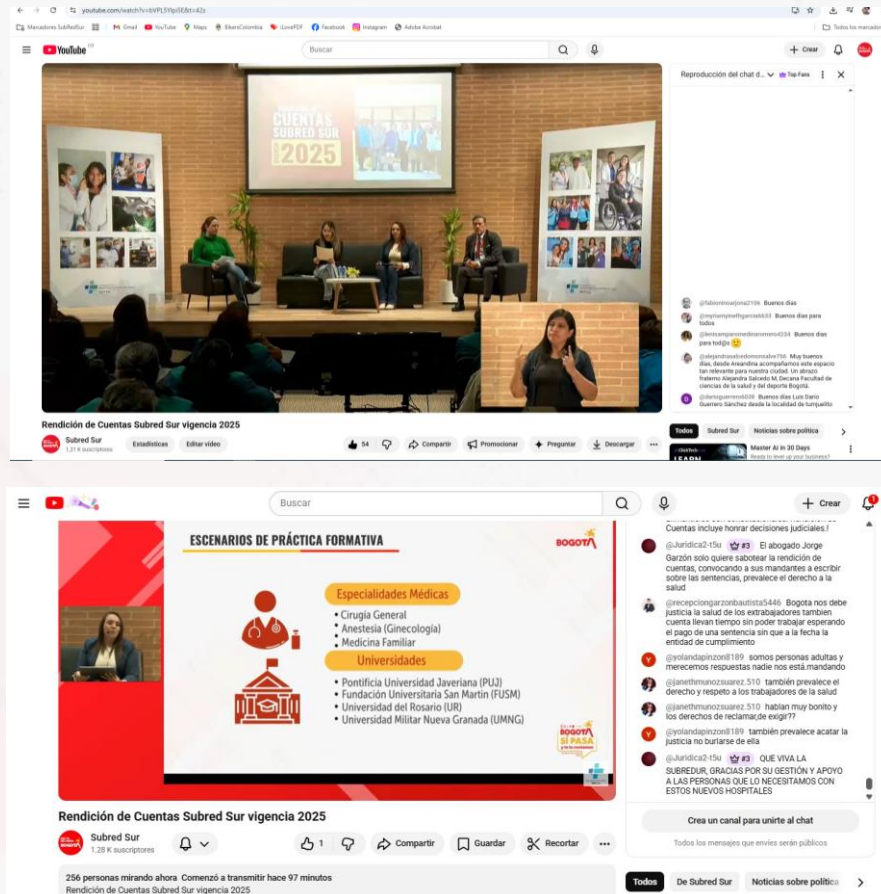 youtube.com/watch?v=bVPL5YlpiSE&t=42s
Marcadores SubRedSur
Gmail
YouTube
Maps
BikersColombia
iLovePDF
Facebook
Instagram
Adobe Acrobat
Todos los marcadores
YouTube CO
Buscar
Crear
CUENTAS
SUBRED SUR
2025
Reproducción del chat d...
Top Fans
@fabioninoarjona2106 Buenos dias
@myriamyinethgarcia6633 Buenos días para
todos
Buenos dias
para tod@s
@alejandrasalcedomonsalve756 Muy buenos
días, desde Areandina acompañamos este espacio
tan relevante para nuestra ciudad. Un abrazo
fraterno Alejandra Salcedo M, Decana Facultad de
ciencias de la salud y del deporte Bogotá.
@darioguerrero6038 Buenos días Luis Darío
Guarrero Sánchez desde la localidad de tunjuelito
Rendición de Cuentas Subred Sur vigencia 2025
Subred Sur
1,31 K suscriptores
Estadísticas
Editar vídeo
54
Compartir
Promocionar
Preguntar
Descargar
Todos
Subred Sur
Noticias sobre política
Master AI in 30 Days
Ready to level up your business?
LEARN
Buscar
Crear
1
ESCENARIOS DE PRÁCTICA FORMATIVA
BOGOTÁ
Especialidades Médicas
• Cirugía General
• Anestesia (Ginecología)
• Medicina Familiar
Universidades
• Pontificia Universidad Javeriana (PUJ)
• Fundación Universitaria San Martín (FUSM)
• Universidad del Rosario (UR)
• Universidad Militar Nueva Granada (UMNG)
BOGOTÁ
SÍ PASA
Cuentas incluye honrar decisiones judiciales.!
@Juridica2-t5u #3 El abogado Jorge
Garzón solo quiere sabotear la rendición de
cuentas, convocando a sus mandantes a escribir
sobre las sentencias, prevalece el derecho a la
salud
@recepciongarzonbautista5446 Bogota nos debe
justicia la salud de los extrabajadores tambien
cuenta llevan tiempo sin poder trabajar esperando
el pago de una sentencia sin que a la fecha la
entidad de cumplimiento
@yolandapinzon8189 somos personas adultas y
merecemos respuestas nadie nos está.mandando
@janethmunozsuarez.510 también prevalece el
derecho y respeto a los trabajadores de la salud
@janethmunozsuarez.510 hablan muy bonito y
los derechos de reclamar,de exigir??
@yolandapinzon8189 también prevalece acatar la
justicia no burlarse de ella
@Juridica2-t5u #3 QUE VIVA LA
SUBREDUR, GRACIAS POR SU GESTIÓN Y APOYO
A LAS PERSONAS QUE LO NECESITAMOS CON
ESTOS NUEVOS HOSPITALES
Crea un canal para unirte al chat
Todos los mensajes que envíes serán públicos
Rendición de Cuentas Subred Sur vigencia 2025
Subred Sur
1.28 K suscriptores
1
Compartir
Guardar
Recortar
256 personas mirando ahora Comenzó a transmitir hace 97 minutos
Rendición de Cuentas Subred Sur vigencia 2025
Todos
De Subred Sur
Noticias sobre política